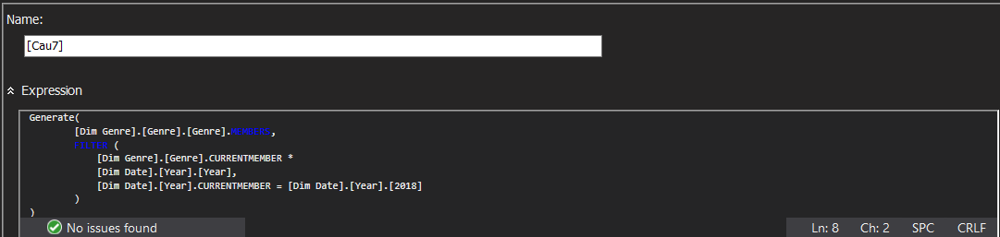 Name:
[Cau7]
Expression
Generate(
[Dim Genre].[Genre].[Genre].MEMBERS,
FILTER (
[Dim Genre].[Genre].CURRENTMEMBER *
[Dim Date].[Year].[Year],
[Dim Date].[Year].CURRENTMEMBER = [Dim Date].[Year].[2018]
)
)
No issues found
Ln: 8 Ch: 2 SPC CRLF